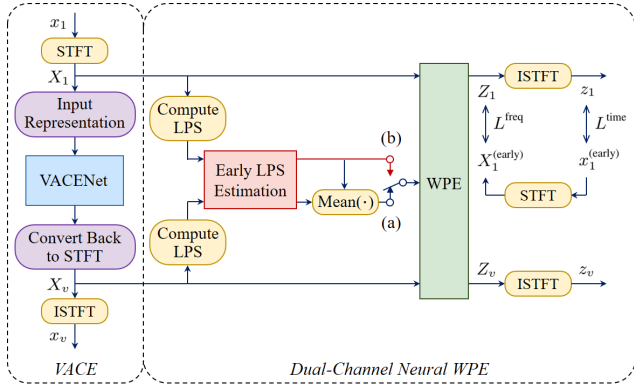 x₁
STFT
X₁
Input
Representation
VACENet
Convert Back
to STFT
Xᵥ
ISTFT
xᵥ
VACE
Compute
LPS
Compute
LPS
Early LPS
Estimation
(b)
Mean(·)
(a)
WPE
Z₁
ISTFT
z₁
L^freq
L^time
X₁^(early)
x₁^(early)
STFT
Zᵥ
ISTFT
zᵥ
Dual-Channel Neural WPE